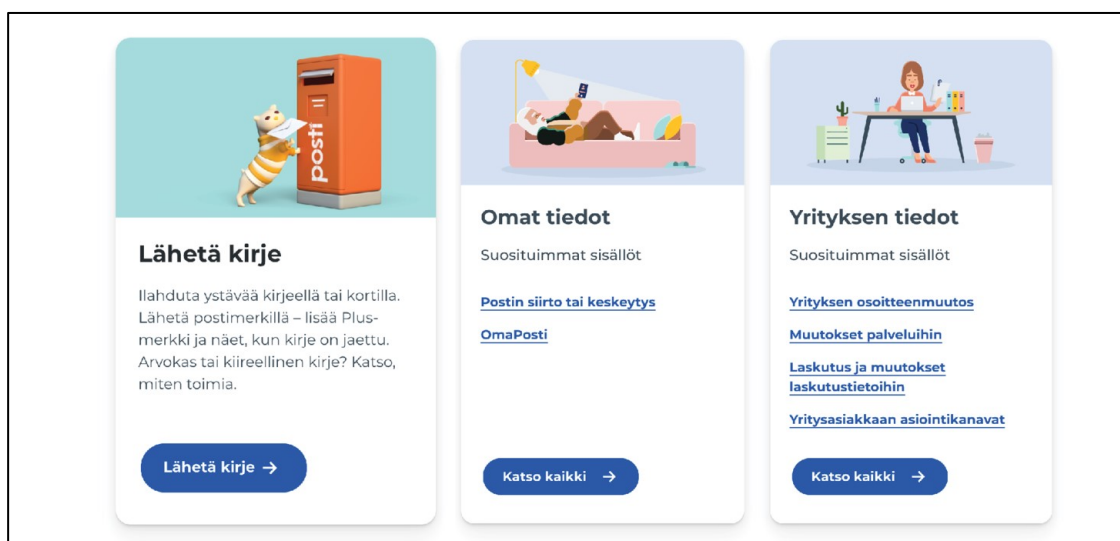 posti
Lähetä kirje
Ilahduta ystävää kirjeellä tai kortilla.
Lähetä postimerkillä – lisää Plus-
merkki ja näet, kun kirje on jaettu.
Arvokas tai kiireellinen kirje? Katso,
miten toimia.
Lähetä kirje →
Omat tiedot
Suosituimmat sisällöt
Postin siirto tai keskeytys
OmaPosti
Katso kaikki →
Yrityksen tiedot
Suosituimmat sisällöt
Yrityksen osoitteenmuutos
Muutokset palveluihin
Laskutus ja muutokset
laskutustietoihin
Yritysasiakkaan asiointikanavat
Katso kaikki →